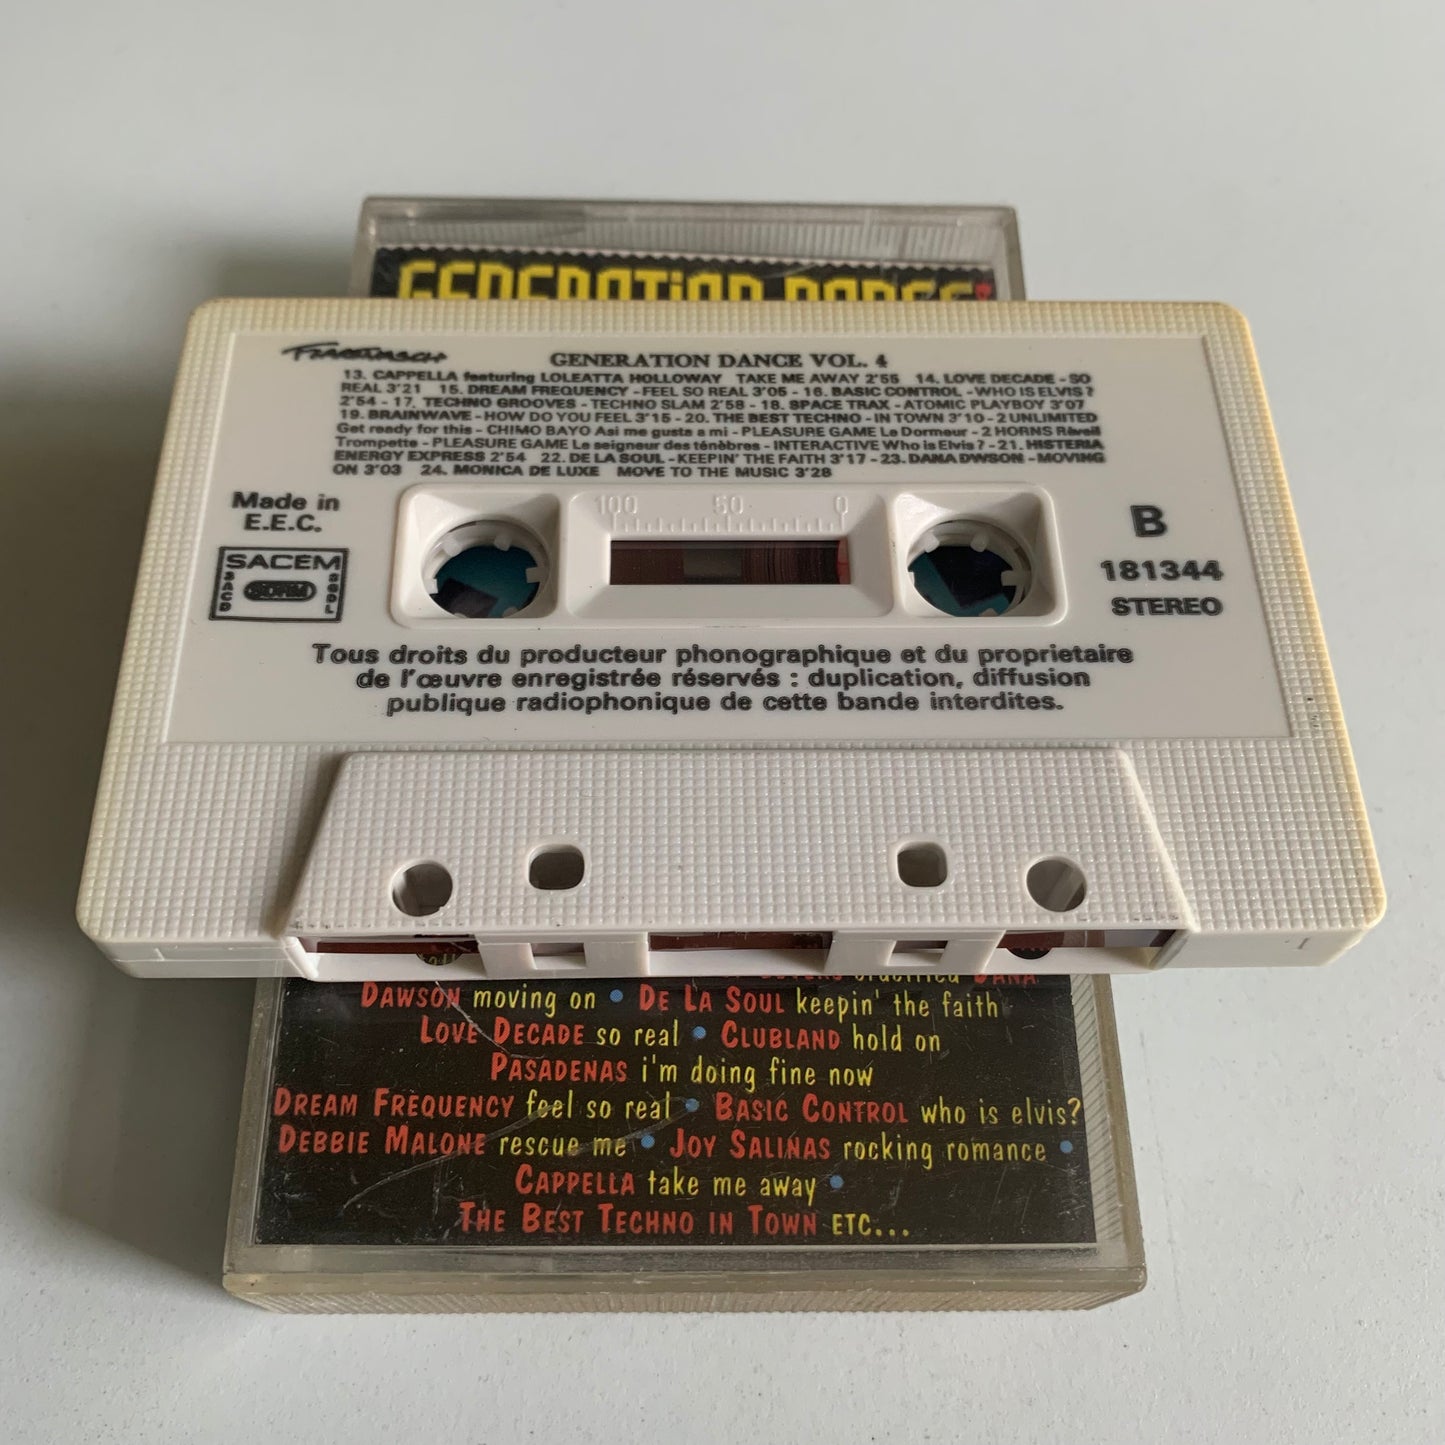 GENERATION DANCE
FLARENASCH
GENERATION DANCE VOL. 4
13. CAPPELLA featuring LOLEATTA HOLLOWAY TAKE ME AWAY 2'55 14. LOVE DECADE - SO
REAL 3'21 15. DREAM FREQUENCY - FEEL SO REAL 3'05 - 16. BASIC CONTROL - WHO IS ELVIS ?
2'54 - 17. TECHNO GROOVES - TECHNO SLAM 2'58 - 18. SPACE TRAX - ATOMIC PLAYBOY 3'07
19. BRAINWAVE - HOW DO YOU FEEL 3'15 - 20. THE BEST TECHNO - IN TOWN 3'10 - 2 UNLIMITED
Get ready for this - CHIMO BAYO Asi me gusta a mi - PLEASURE GAME Le Dormeur - 2 HORNS Réveil
Trompette - PLEASURE GAME Le seigneur des ténèbres - INTERACTIVE Who is Elvis ? - 21. HISTERIA
ENERGY EXPRESS 2'54 22. DE LA SOUL - KEEPIN' THE FAITH 3'17 - 23. DANA DWSON - MOVING
ON 3'03 24. MONICA DE LUXE MOVE TO THE MUSIC 3'28
Made in
E.E.C.
100 50 0
B
181344
STEREO
SACEM
SACD SDRM SGDL
Tous droits du producteur phonographique et du proprietaire
de l'œuvre enregistrée réservés : duplication, diffusion
publique radiophonique de cette bande interdites.
crucified DANA
DAWSON moving on • DE LA SOUL keepin' the faith
LOVE DECADE so real • CLUBLAND hold on
PASADENAS i'm doing fine now
DREAM FREQUENCY feel so real • BASIC CONTROL who is elvis?
DEBBIE MALONE rescue me • JOY SALINAS rocking romance •
CAPPELLA take me away •
THE BEST TECHNO IN TOWN ETC...